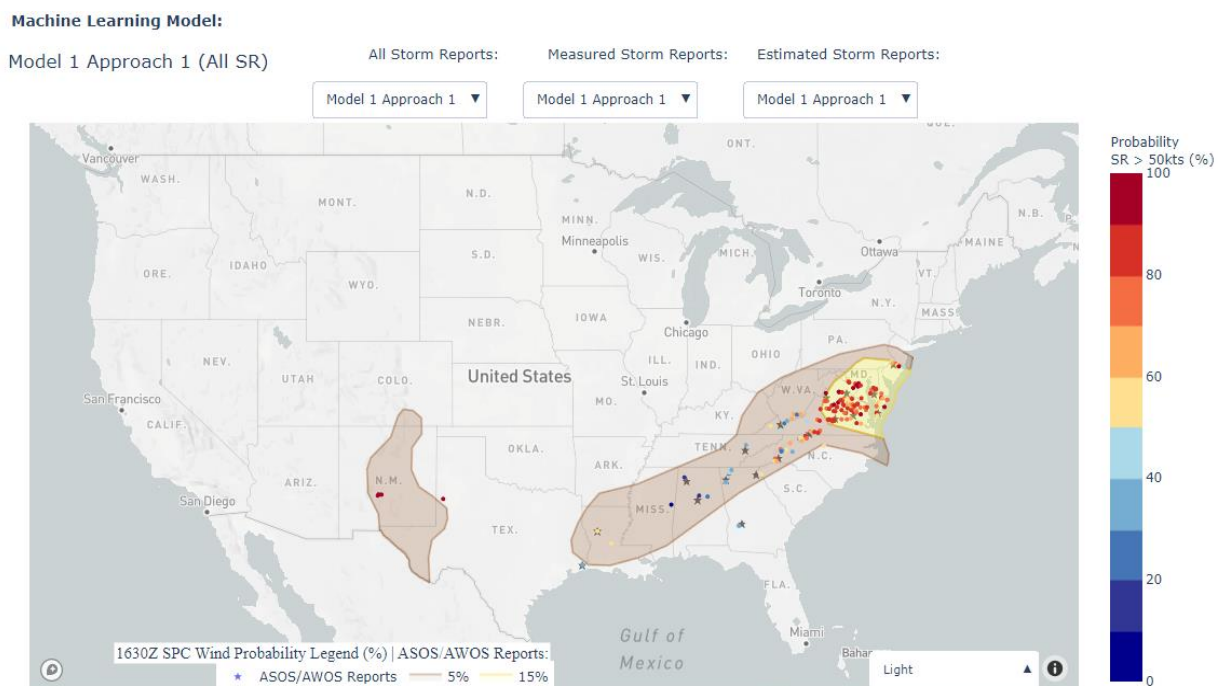 Machine Learning Model:
Model 1 Approach 1 (All SR)
All Storm Reports:
Measured Storm Reports:
Estimated Storm Reports:
Model 1 Approach 1 ▼
Model 1 Approach 1 ▼
Model 1 Approach 1 ▼
Probability
SR > 50kts (%)
100
80
60
40
20
0
Vancouver
WASH.
MONT.
N.D.
MINN.
Minneapolis
ONT.
QUE.
N.B.
MAINE
Ottawa
ORE.
IDAHO
WYO.
S.D.
WIS.
MICH.
Toronto
VT.
N.Y.
MASS.
NEBR.
IOWA
Chicago
NEV.
UTAH
COLO.
United States
ILL.
IND.
OHIO
PA.
St. Louis
W.VA.
MD.
San Francisco
CALIF.
MO.
KY.
ARIZ.
N.M.
OKLA.
ARK.
TENN.
N.C.
San Diego
TEX.
MISS.
S.C.
FLA.
Gulf of
Mexico
Miami
Bahar
1630Z SPC Wind Probability Legend (%) | ASOS/AWOS Reports:
ASOS/AWOS Reports
5%
15%
Light ▲